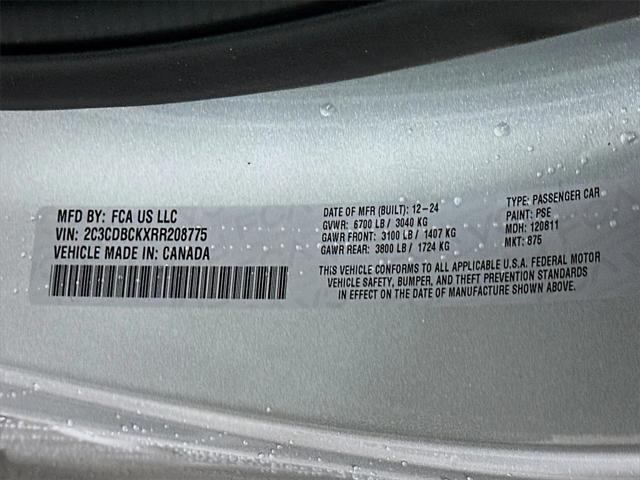 MFD BY: FCA US LLC
VIN: 2C3CDBCKXRR208775
VEHICLE MADE IN: CANADA
DATE OF MFR (BUILT): 12-24
GVWR: 6700 LB / 3040 KG
GAWR FRONT: 3100 LB / 1407 KG
GAWR REAR: 3800 LB / 1724 KG
TYPE: PASSENGER CAR
PAINT: PSE
MDH: 120811
MKT: 875
THIS VEHICLE CONFORMS TO ALL APPLICABLE U.S.A. FEDERAL MOTOR
VEHICLE SAFETY, BUMPER, AND THEFT PREVENTION STANDARDS
IN EFFECT ON THE DATE OF MANUFACTURE SHOWN ABOVE.